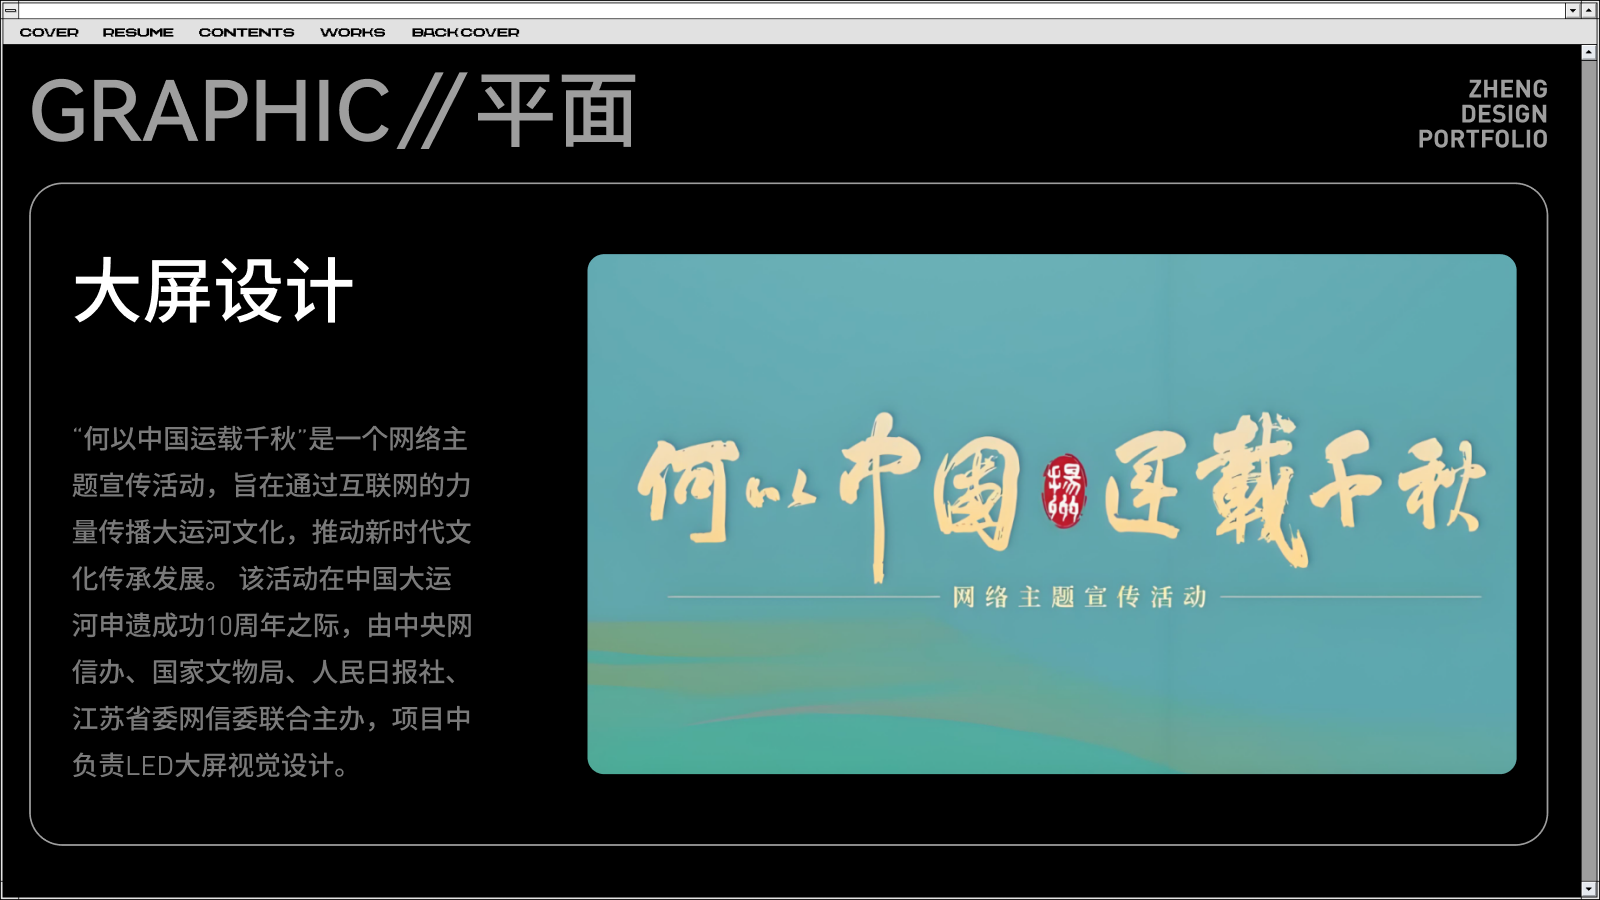 COVER RESUME CONTENTS WORKS BACK COVER
GRAPHIC//平面
ZHENG
DESIGN
PORTFOLIO
大屏设计
“何以中国运载千秋”是一个网络主
题宣传活动，旨在通过互联网的力
量传播大运河文化，推动新时代文
化传承发展。 该活动在中国大运
河申遗成功10周年之际，由中央网
信办、国家文物局、人民日报社、
江苏省委网信委联合主办，项目中
负责LED大屏视觉设计。
何以中國 揚州 运載千秋
网络主题宣传活动